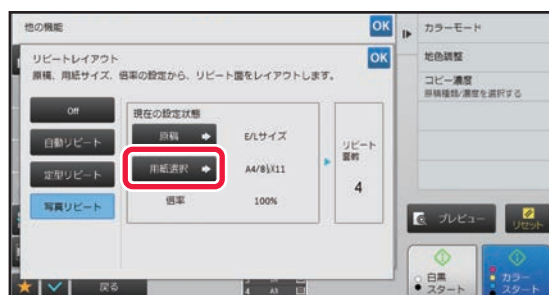 他の機能
OK
リピートレイアウト
OK
原稿、用紙サイズ、倍率の設定から、リピート面をレイアウトします。
Off
自動リピート
定型リピート
写真リピート
現在の設定状態
原稿
E/Lサイズ
用紙選択
A4/8½X11
倍率
100%
リピート
面数
4
戻る
4 A3
カラーモード
地色調整
コピー濃度
原稿種類/濃度を選択する
プレビュー
リセット
白黒
スタート
カラー
スタート